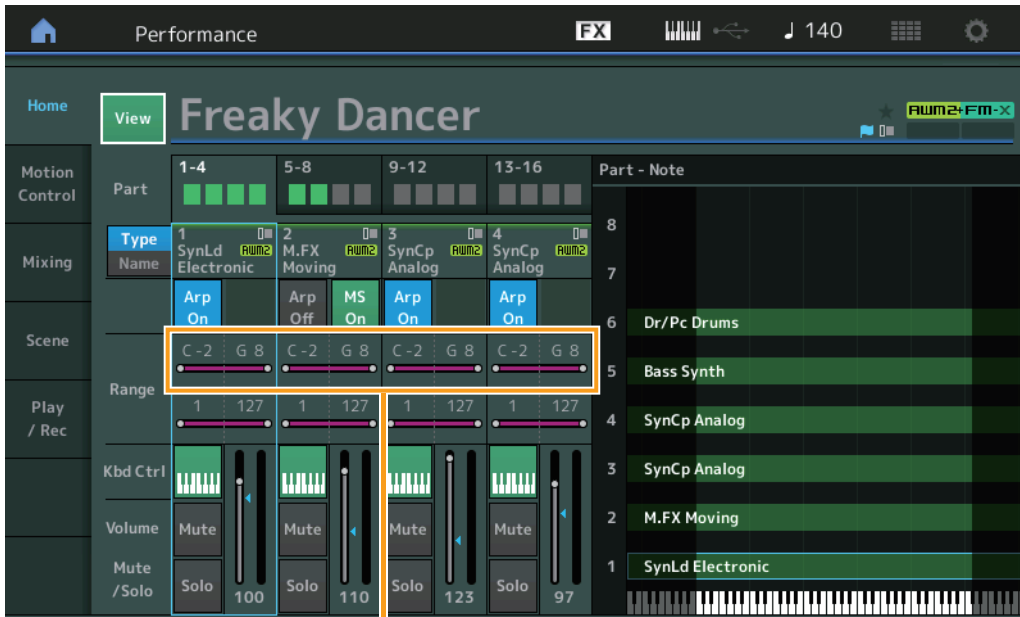 Performance FX 140
Home View Freaky Dancer AWM2+FM-X
Motion Control
Part 1-4 5-8 9-12 13-16 Part - Note
Mixing
Type Name
1 SynLd Electronic AWM2
2 M.FX Moving AWM2
3 SynCp Analog AWM2
4 SynCp Analog AWM2
Arp On Arp Off MS On Arp On Arp On
Scene
Range
C -2 G 8 C -2 G 8 C -2 G 8 C -2 G 8
1 127 1 127 1 127 1 127
Play / Rec
Kbd Ctrl
Volume Mute Mute Mute Mute
Mute /Solo Solo 100 Solo 110 Solo 123 Solo 97
8
7
6 Dr/Pc Drums
5 Bass Synth
4 SynCp Analog
3 SynCp Analog
2 M.FX Moving
1 SynLd Electronic